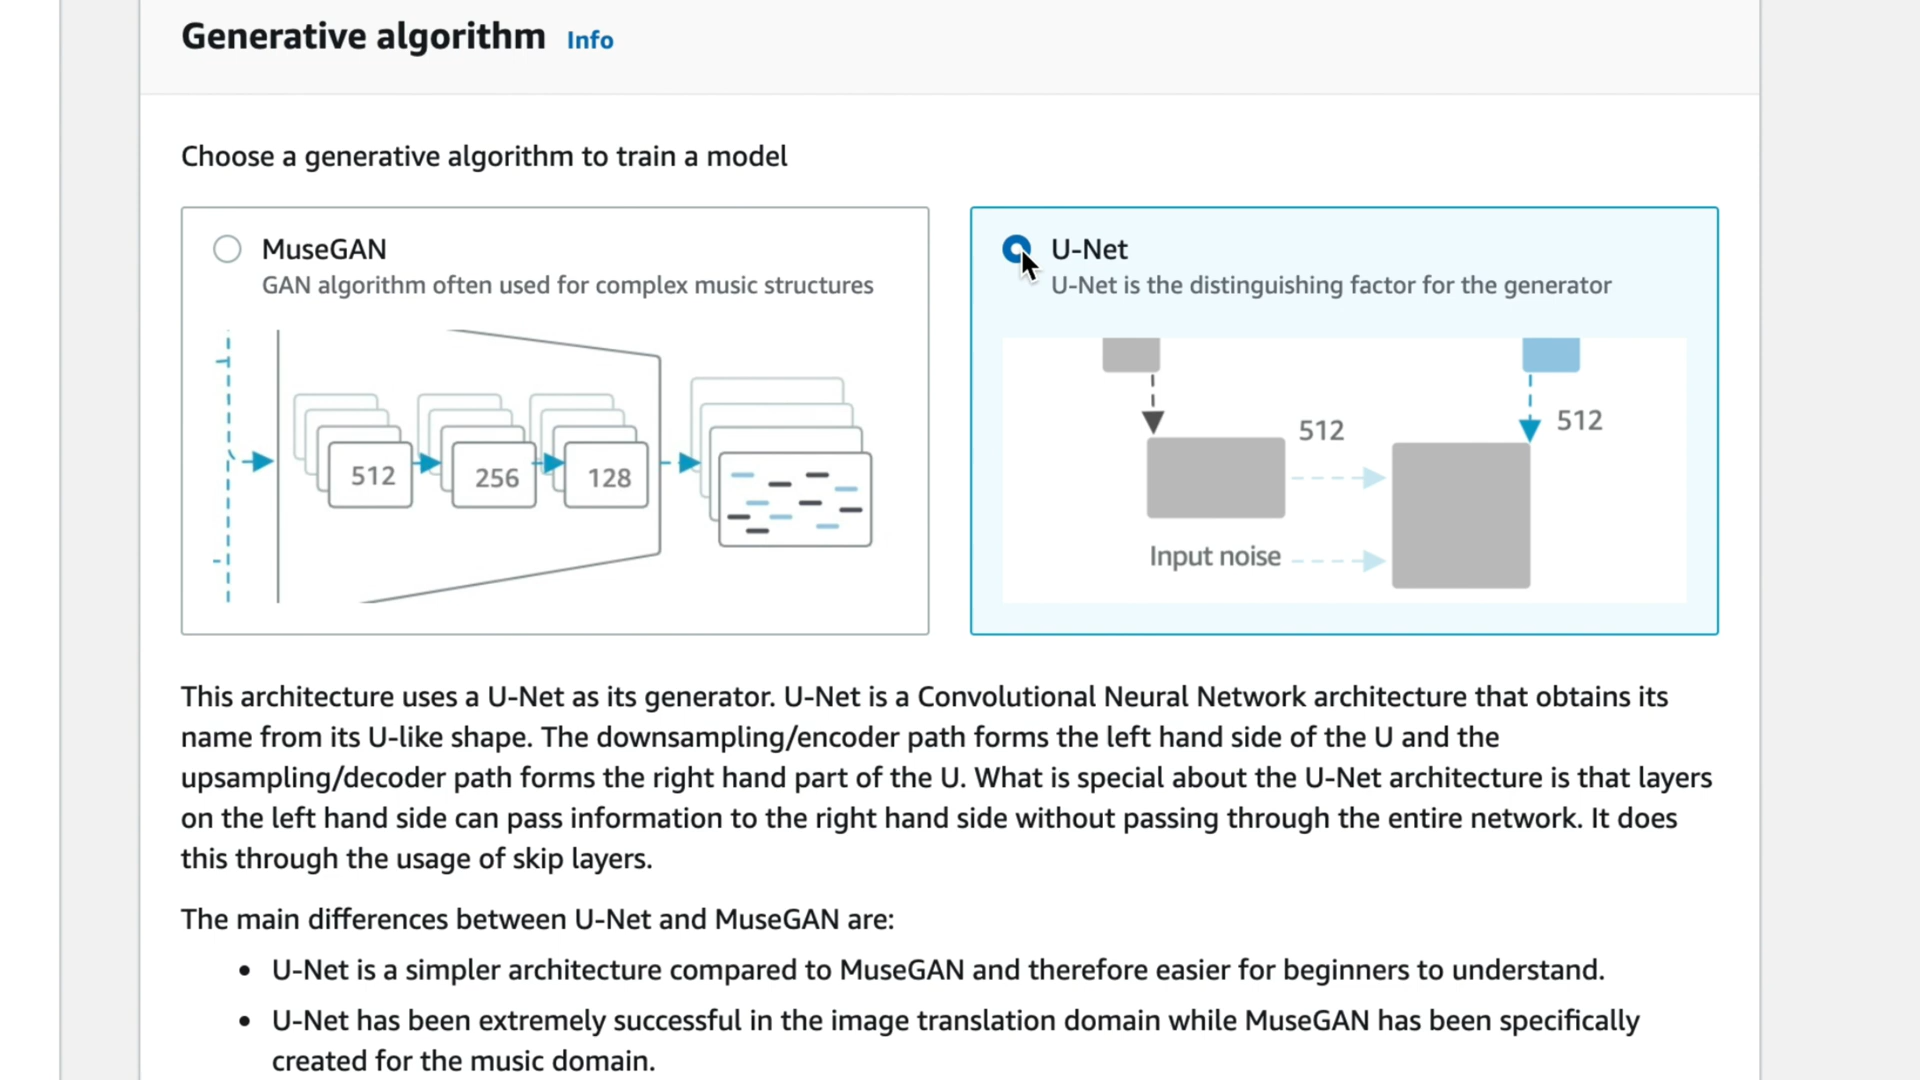 Generative algorithm Info
Choose a generative algorithm to train a model
MuseGAN
GAN algorithm often used for complex music structures
512 256 128
U-Net
U-Net is the distinguishing factor for the generator
512
512
Input noise
This architecture uses a U-Net as its generator. U-Net is a Convolutional Neural Network architecture that obtains its
name from its U-like shape. The downsampling/encoder path forms the left hand side of the U and the
upsampling/decoder path forms the right hand part of the U. What is special about the U-Net architecture is that layers
on the left hand side can pass information to the right hand side without passing through the entire network. It does
this through the usage of skip layers.
The main differences between U-Net and MuseGAN are:
• U-Net is a simpler architecture compared to MuseGAN and therefore easier for beginners to understand.
• U-Net has been extremely successful in the image translation domain while MuseGAN has been specifically
created for the music domain.